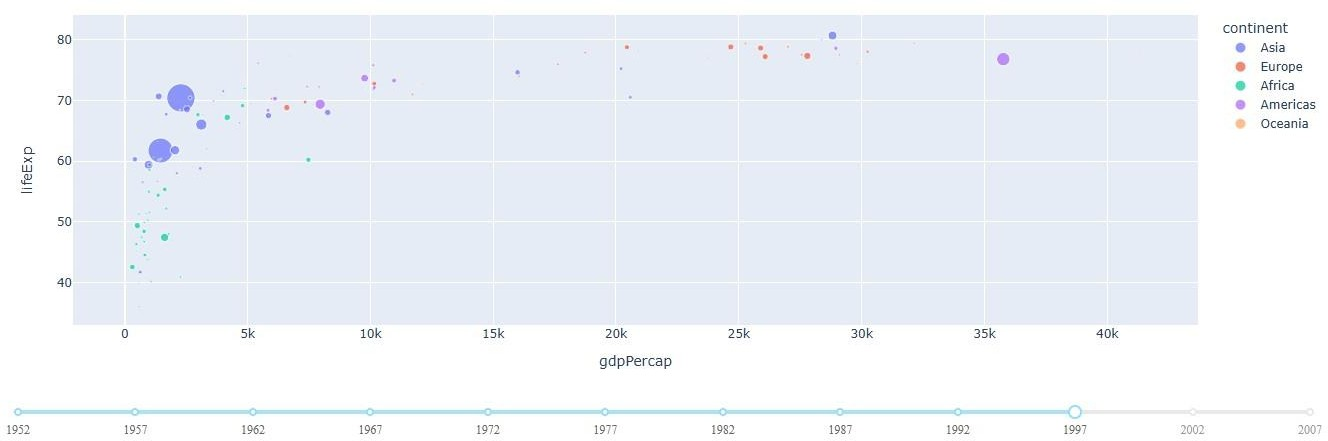 continent
Asia
Europe
Africa
Americas
Oceania
lifeExp
80
70
60
50
40
0 5k 10k 15k 20k 25k 30k 35k 40k
gdpPercap
1952 1957 1962 1967 1972 1977 1982 1987 1992 1997 2002 2007